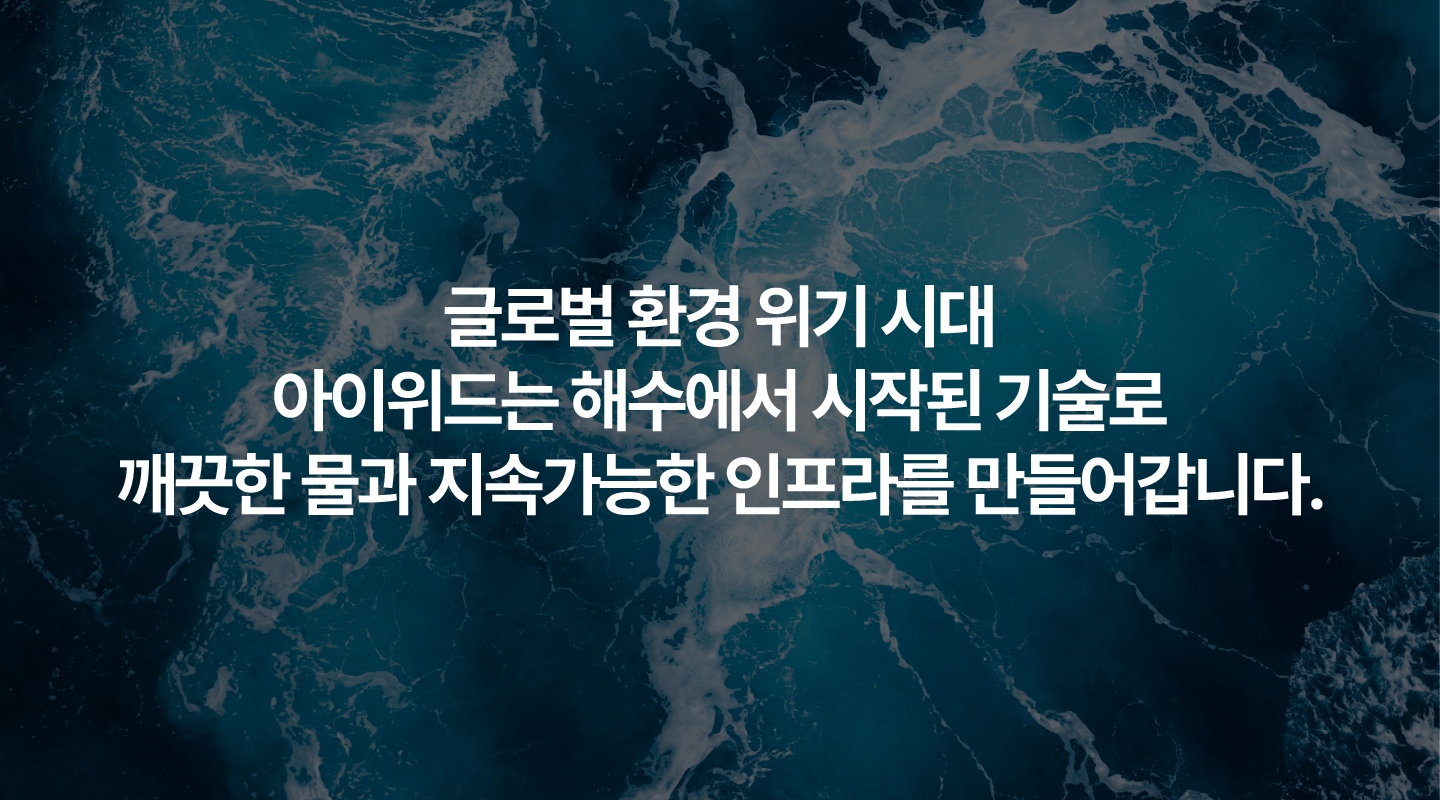 글로벌 환경 위기 시대
아이위드는 해수에서 시작된 기술로
깨끗한 물과 지속가능한 인프라를 만들어갑니다.